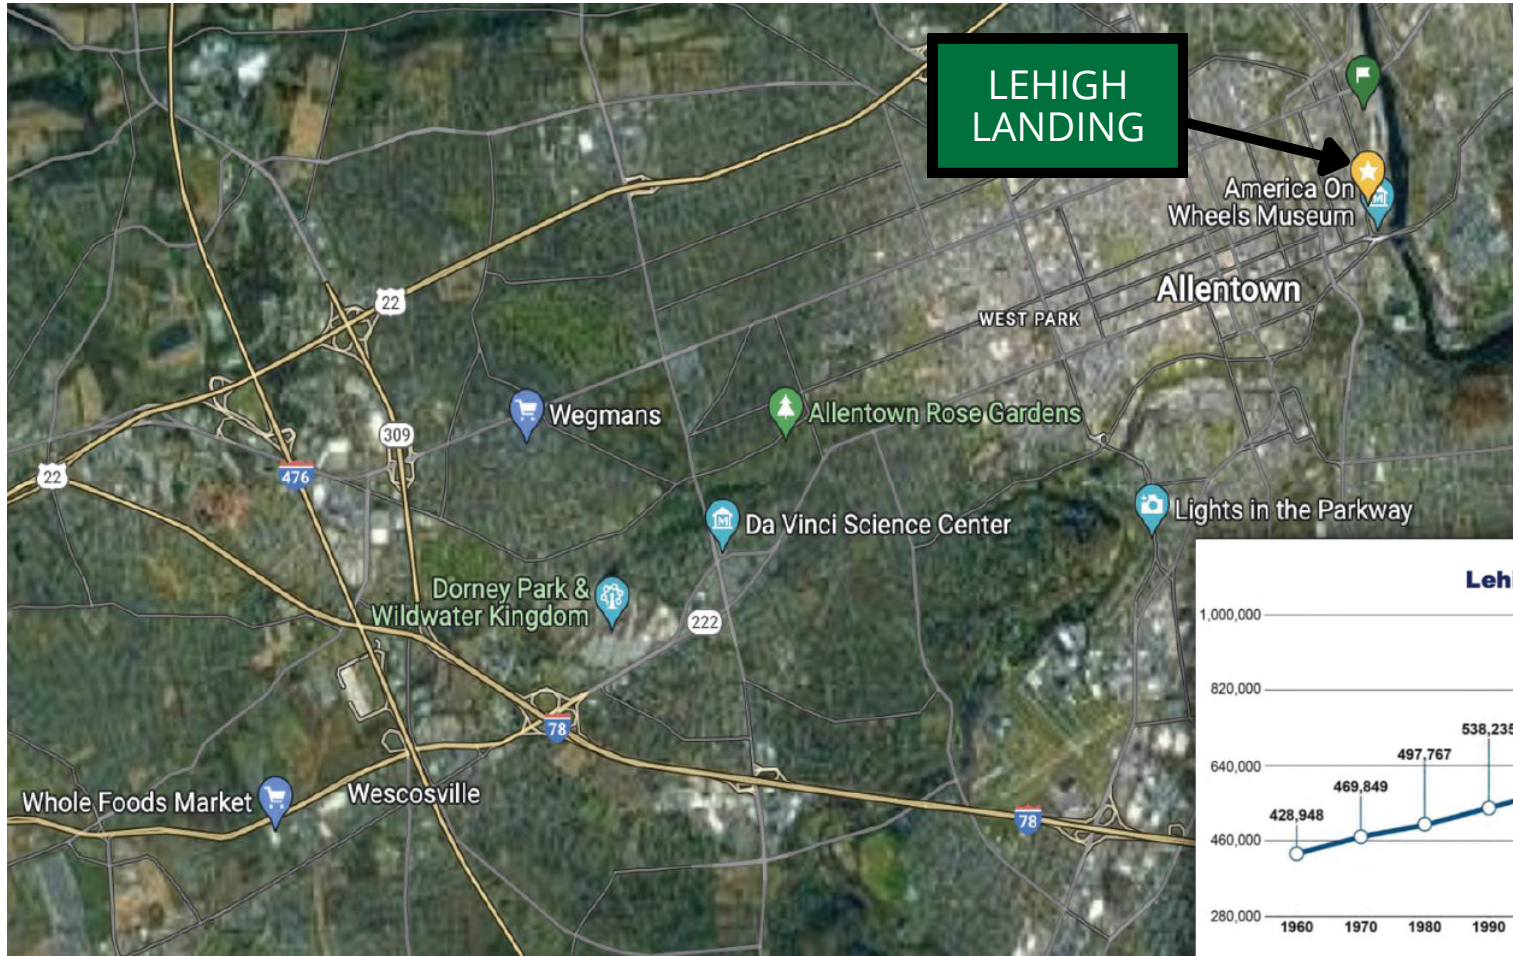 LEHIGH
LANDING
America On
Wheels Museum
Allentown
WEST PARK
22
Wegmans
Allentown Rose Gardens
309
22
476
Lights in the Parkway
Da Vinci Science Center
Dorney Park &
Wildwater Kingdom
222
78
Whole Foods Market
Wescosville
78
Lehi
1,000,000
820,000
640,000
460,000
280,000
428,948
469,849
497,767
538,235
1960
1970
1980
1990